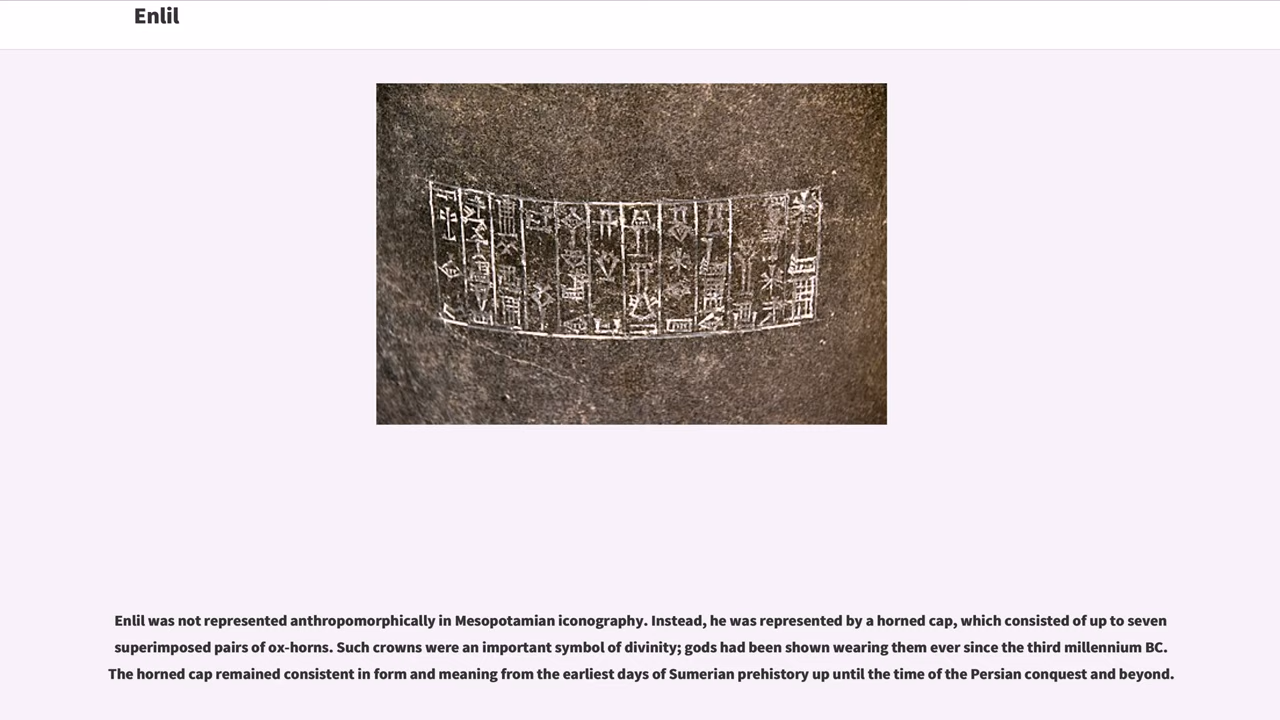 Enlil
Enlil was not represented anthropomorphically in Mesopotamian iconography. Instead, he was represented by a horned cap, which consisted of up to seven
superimposed pairs of ox-horns. Such crowns were an important symbol of divinity; gods had been shown wearing them ever since the third millennium BC.
The horned cap remained consistent in form and meaning from the earliest days of Sumerian prehistory up until the time of the Persian conquest and beyond.